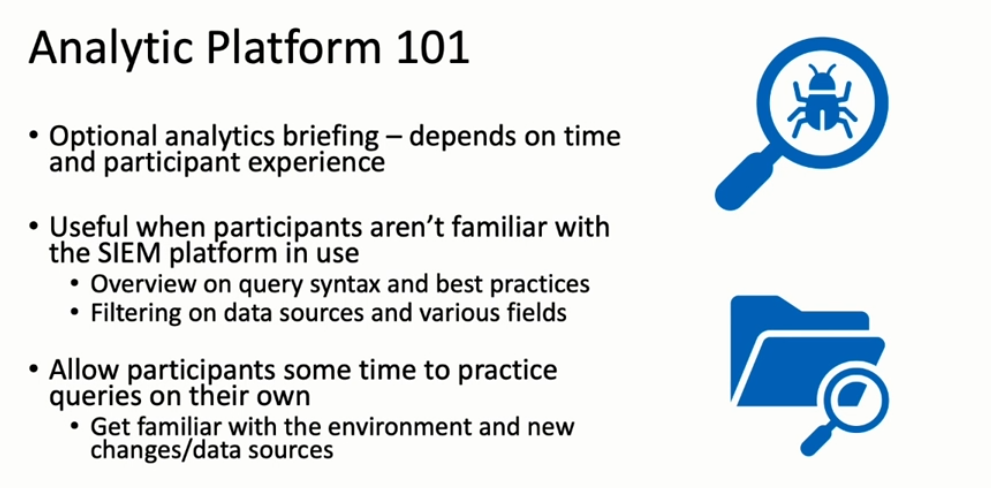 Analytic Platform 101
• Optional analytics briefing – depends on time
and participant experience
• Useful when participants aren’t familiar with
the SIEM platform in use
• Overview on query syntax and best practices
• Filtering on data sources and various fields
• Allow participants some time to practice
queries on their own
• Get familiar with the environment and new
changes/data sources